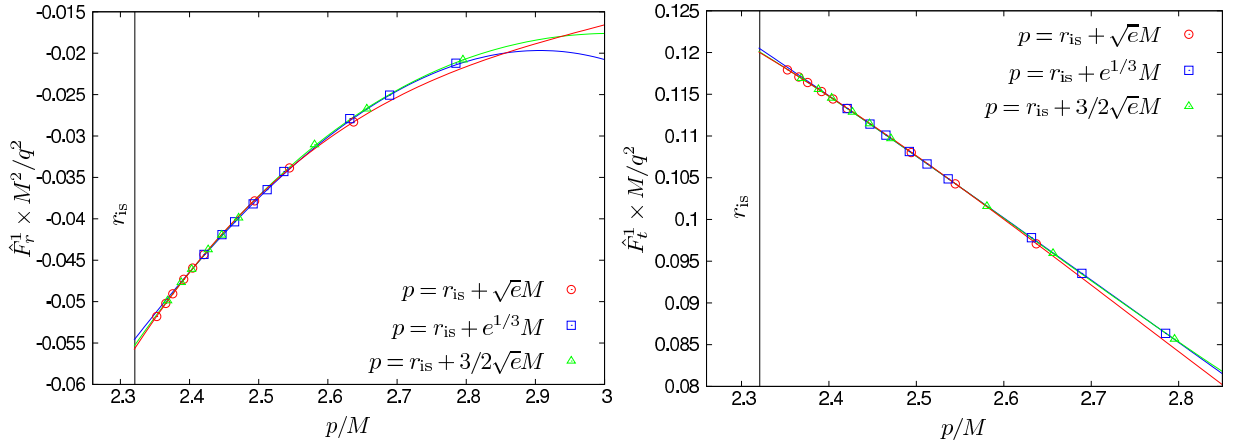 -0.015
-0.02
-0.025
-0.03
-0.035
-0.04
-0.045
-0.05
-0.055
-0.06
F̂_r^1 × M²/q²
r_is
p = r_is + √e M
p = r_is + e^{1/3} M
p = r_is + 3/2 √e M
2.3 2.4 2.5 2.6 2.7 2.8 2.9 3
p/M
0.125
0.12
0.115
0.11
0.105
0.1
0.095
0.09
0.085
0.08
F̂_t^1 × M/q²
r_is
p = r_is + √e M
p = r_is + e^{1/3} M
p = r_is + 3/2 √e M
2.3 2.4 2.5 2.6 2.7 2.8
p/M